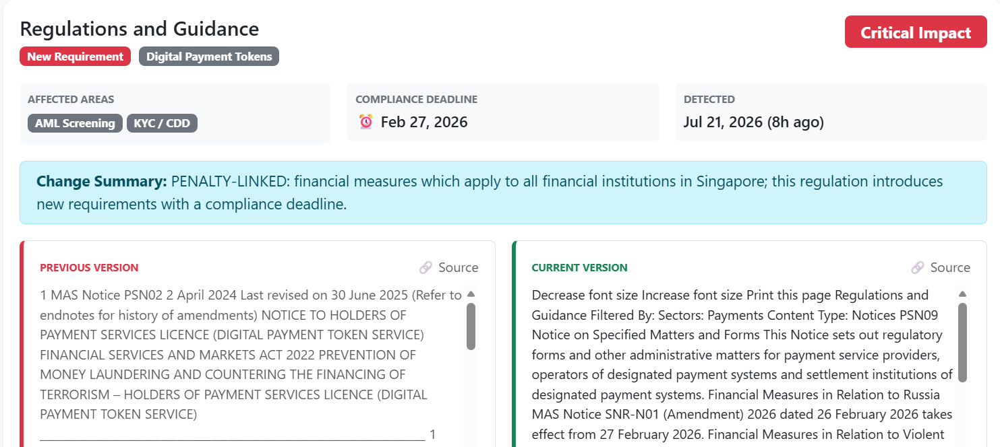 Regulations and Guidance
Critical Impact
New Requirement Digital Payment Tokens
AFFECTED AREAS
AML Screening KYC / CDD
COMPLIANCE DEADLINE
Feb 27, 2026
DETECTED
Jul 21, 2026 (8h ago)
Change Summary: PENALTY-LINKED: financial measures which apply to all financial institutions in Singapore; this regulation introduces
new requirements with a compliance deadline.
PREVIOUS VERSION
Source
1 MAS Notice PSN02 2 April 2024 Last revised on 30 June 2025 (Refer to
endnotes for history of amendments) NOTICE TO HOLDERS OF
PAYMENT SERVICES LICENCE (DIGITAL PAYMENT TOKEN SERVICE)
FINANCIAL SERVICES AND MARKETS ACT 2022 PREVENTION OF
MONEY LAUNDERING AND COUNTERING THE FINANCING OF
TERRORISM – HOLDERS OF PAYMENT SERVICES LICENCE (DIGITAL
PAYMENT TOKEN SERVICE)
___________________________________________________________ 1
CURRENT VERSION
Source
Decrease font size Increase font size Print this page Regulations and
Guidance Filtered By: Sectors: Payments Content Type: Notices PSN09
Notice on Specified Matters and Forms This Notice sets out regulatory
forms and other administrative matters for payment service providers,
operators of designated payment systems and settlement institutions of
designated payment systems. Financial Measures in Relation to Russia
MAS Notice SNR-N01 (Amendment) 2026 dated 26 February 2026 takes
effect from 27 February 2026. Financial Measures in Relation to Violent